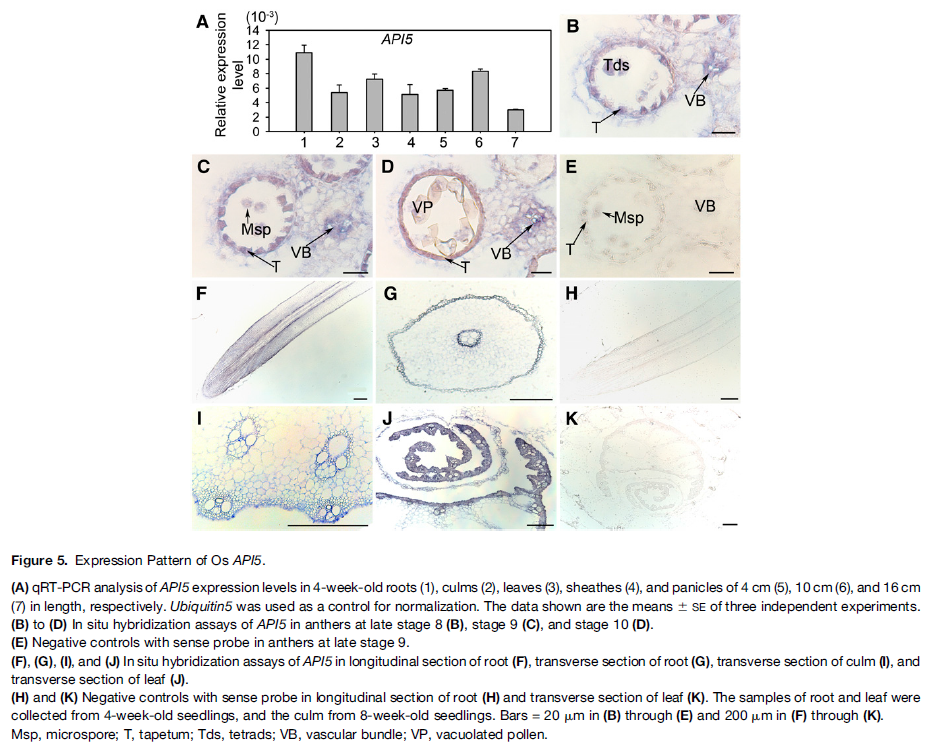 A
(10-3)
API5
Relative expression
level
14
12
10
8
6
4
2
0
1 2 3 4 5 6 7
B
Tds
VB
T
C
Msp
VB
T
D
VP
VB
T
E
Msp
VB
T
F
G
H
I
J
K
Figure 5. Expression Pattern of Os API5.
(A) qRT-PCR analysis of API5 expression levels in 4-week-old roots (1), culms (2), leaves (3), sheathes (4), and panicles of 4 cm (5), 10 cm (6), and 16 cm
(7) in length, respectively. Ubiquitin5 was used as a control for normalization. The data shown are the means ± SE of three independent experiments.
(B) to (D) In situ hybridization assays of API5 in anthers at late stage 8 (B), stage 9 (C), and stage 10 (D).
(E) Negative controls with sense probe in anthers at late stage 9.
(F), (G), (I), and (J) In situ hybridization assays of API5 in longitudinal section of root (F), transverse section of root (G), transverse section of culm (I), and
transverse section of leaf (J).
(H) and (K) Negative controls with sense probe in longitudinal section of root (H) and transverse section of leaf (K). The samples of root and leaf were
collected from 4-week-old seedlings, and the culm from 8-week-old seedlings. Bars = 20 μm in (B) through (E) and 200 μm in (F) through (K).
Msp, microspore; T, tapetum; Tds, tetrads; VB, vascular bundle; VP, vacuolated pollen.